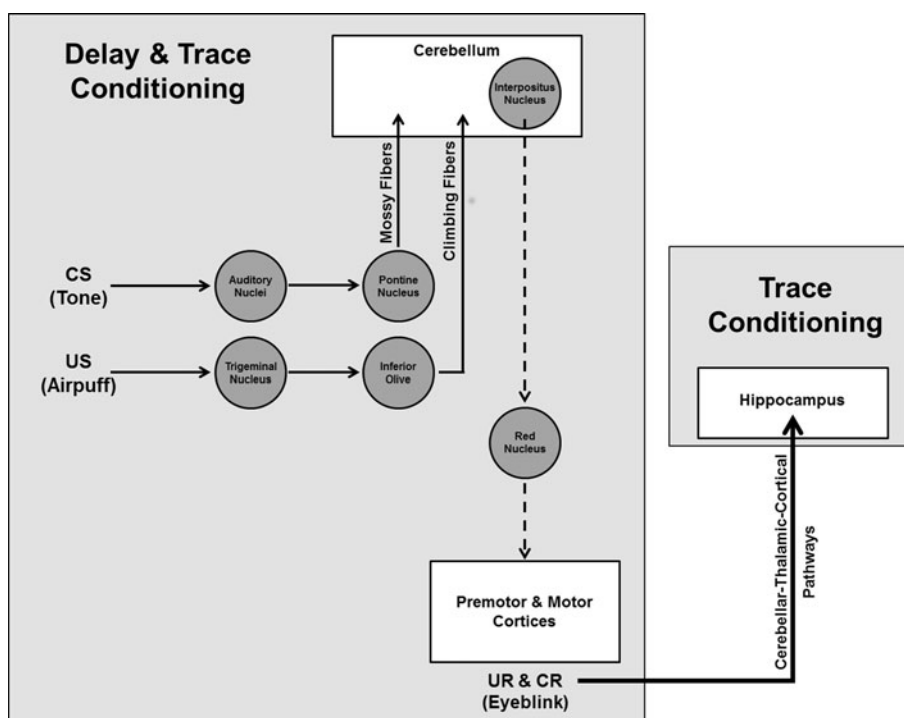 Delay & Trace
Conditioning
Cerebellum
Interpositus
Nucleus
Mossy Fibers
Climbing Fibers
CS
(Tone)
Auditory
Nuclei
Pontine
Nucleus
US
(Airpuff)
Trigeminal
Nucleus
Inferior
Olive
Red
Nucleus
Premotor & Motor
Cortices
UR & CR
(Eyeblink)
Trace
Conditioning
Hippocampus
Cerebellar-Thalamic-Cortical
Pathways